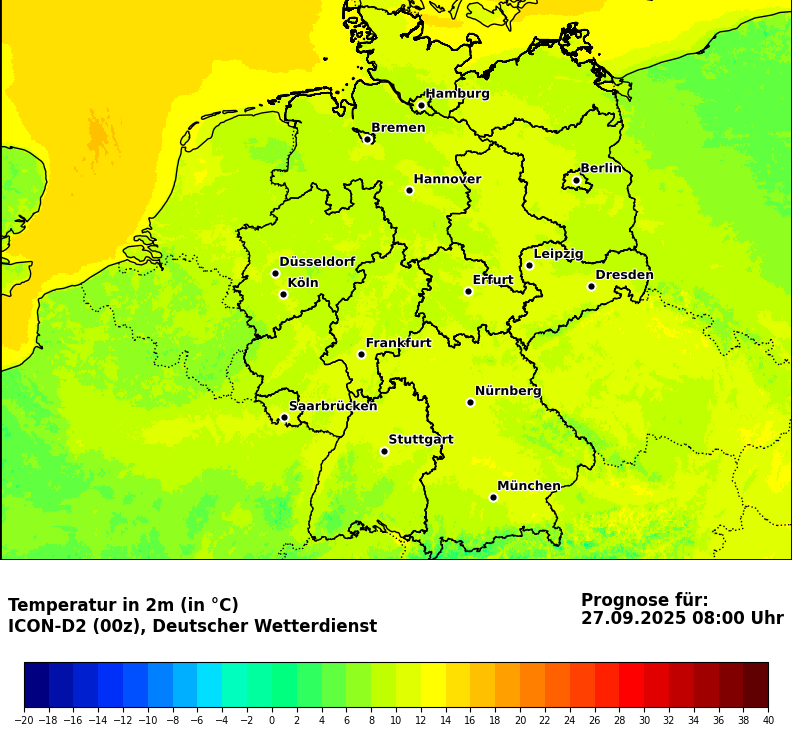 Hamburg
Bremen
Berlin
Hannover
Leipzig
Düsseldorf
Dresden
Köln
Erfurt
Frankfurt
Nürnberg
Saarbrücken
Stuttgart
München
Temperatur in 2m (in °C)
ICON-D2 (00z), Deutscher Wetterdienst
Prognose für:
27.09.2025 08:00 Uhr
−20 −18 −16 −14 −12 −10 −8 −6 −4 −2 0 2 4 6 8 10 12 14 16 18 20 22 24 26 28 30 32 34 36 38 40